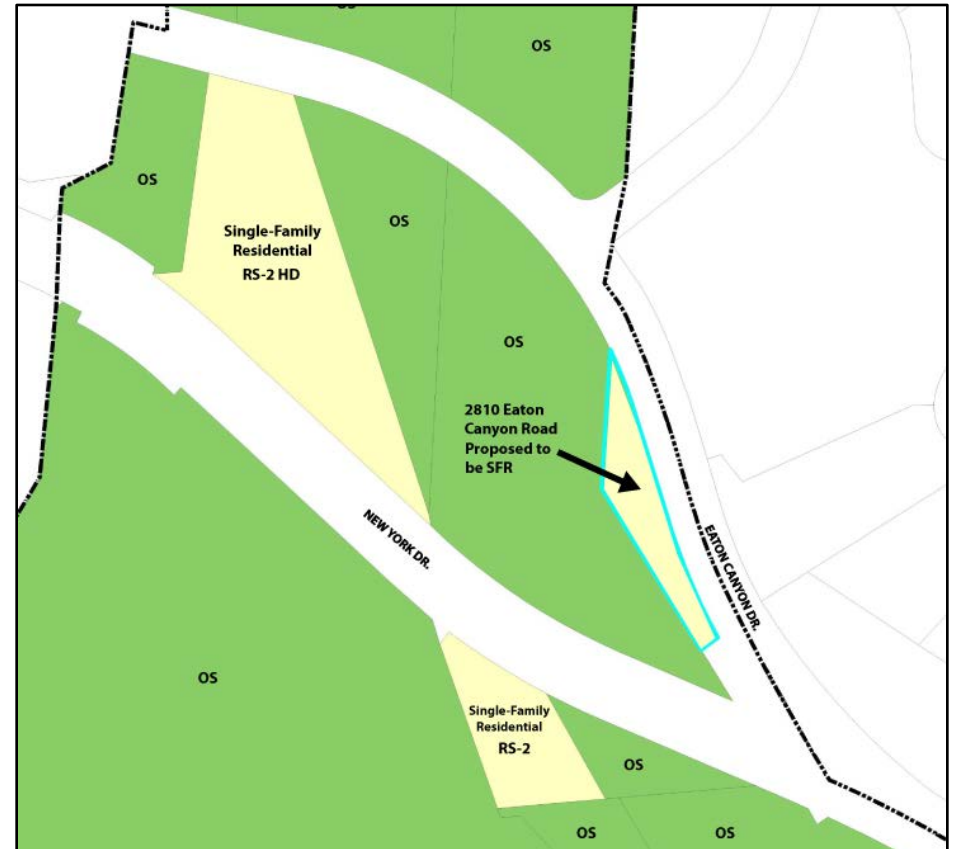 OS
OS
OS
OS
Single-Family
Residential
RS-2 HD
OS
2810 Eaton
Canyon Road
Proposed to
be SFR
NEW YORK DR.
EATON CANYON DR.
OS
Single-Family
Residential
RS-2
OS
OS
OS